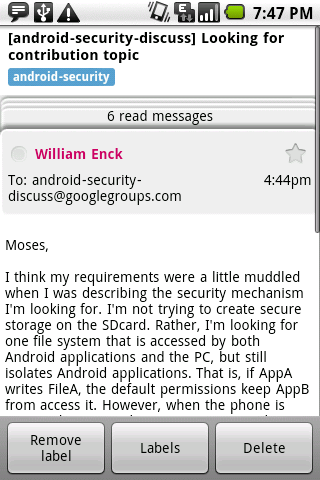 7:47 PM
[android-security-discuss] Looking for
contribution topic
android-security
6 read messages
William Enck
To: android-security-
discuss@googlegroups.com
4:44pm
Moses,
I think my requirements were a little muddled
when I was describing the security mechanism
I'm looking for. I'm not trying to create secure
storage on the SDcard. Rather, I'm looking for
one file system that is accessed by both
Android applications and the PC, but still
isolates Android applications. That is, if AppA
writes FileA, the default permissions keep AppB
from access it. However, when the phone is
Remove
label
Labels
Delete